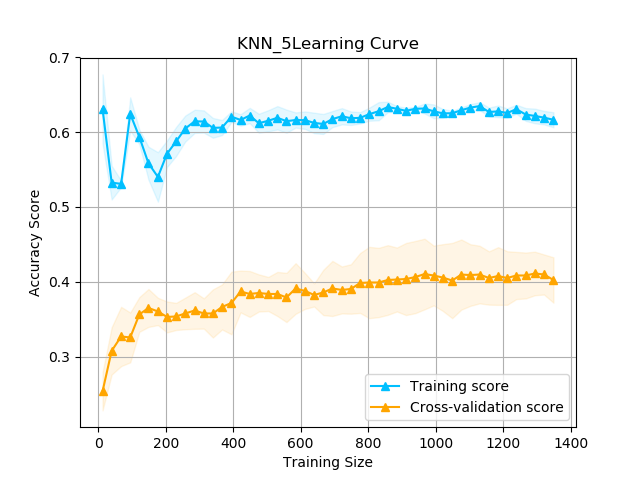 KNN_5Learning Curve
0.7
0.6
0.5
0.4
0.3
Accuracy Score
0
200
400
600
800
1000
1200
1400
Training Size
Training score
Cross-validation score